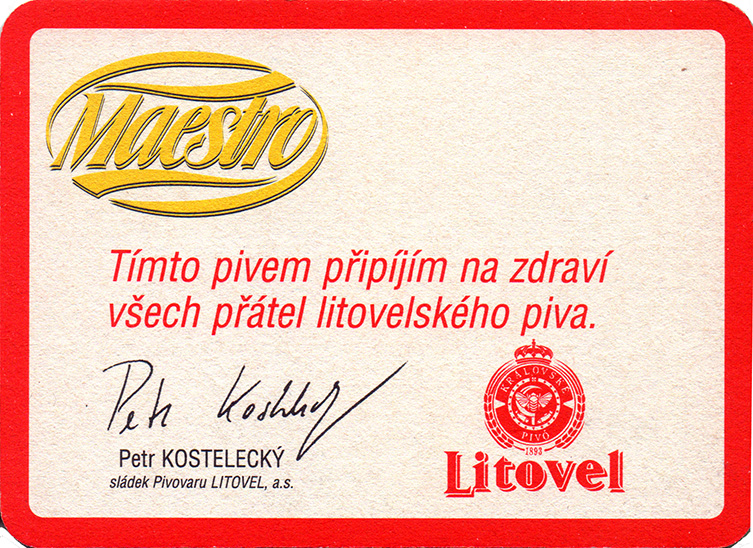 Maestro
Tímto pivem připíjím na zdraví
všech přátel litovelského piva.
Petr
Petr KOSTELECKÝ
sládek Pivovaru LITOVEL, a.s.
KRÁLOVSKÉ
PIVO
1893
Litovel